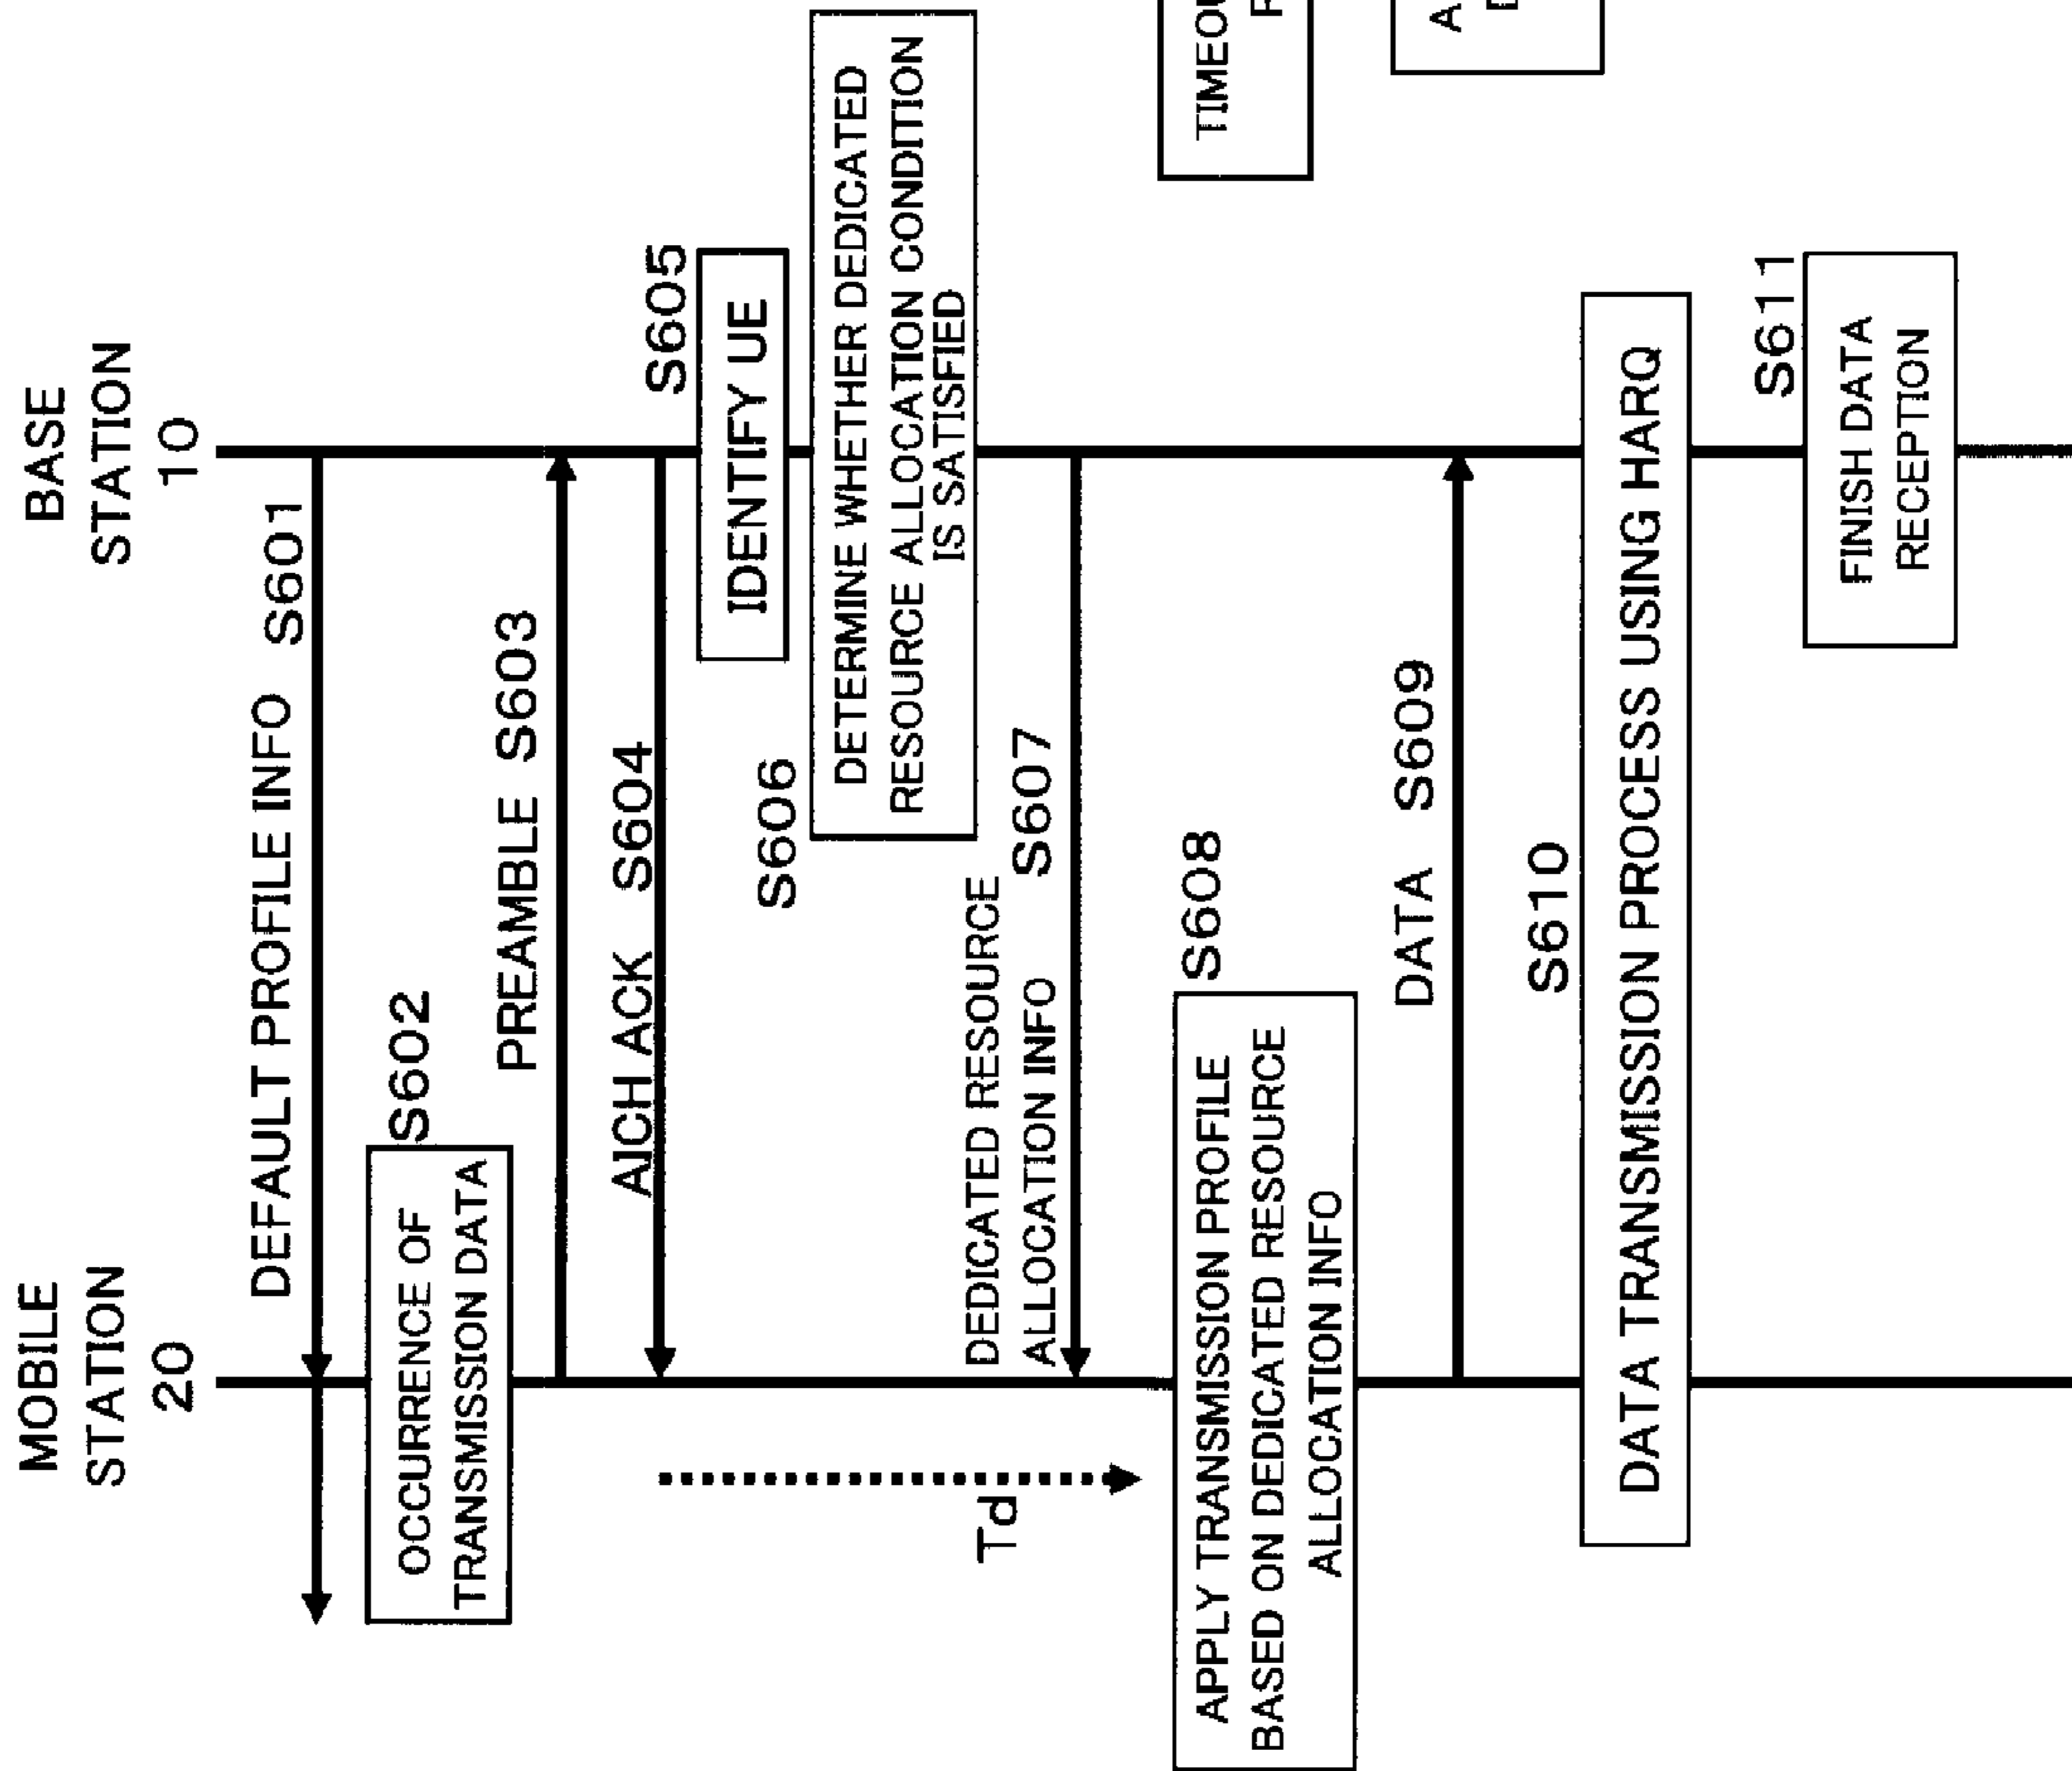 MOBILE
STATION
20
BASE
STATION
10
DEFAULT PROFILE INFO S601
S602
OCCURRENCE OF
TRANSMISSION DATA
PREAMBLE S603
AICH ACK S604
S605
IDENTIFY UE
S606
DETERMINE WHETHER DEDICATED
RESOURCE ALLOCATION CONDITION
IS SATISFIED
DEDICATED RESOURCE
ALLOCATION INFO
S607
Td
S608
APPLY TRANSMISSION PROFILE
BASED ON DEDICATED RESOURCE
ALLOCATION INFO
DATA S609
S610
DATA TRANSMISSION PROCESS USING HARQ
S611
FINISH DATA
RECEPTION